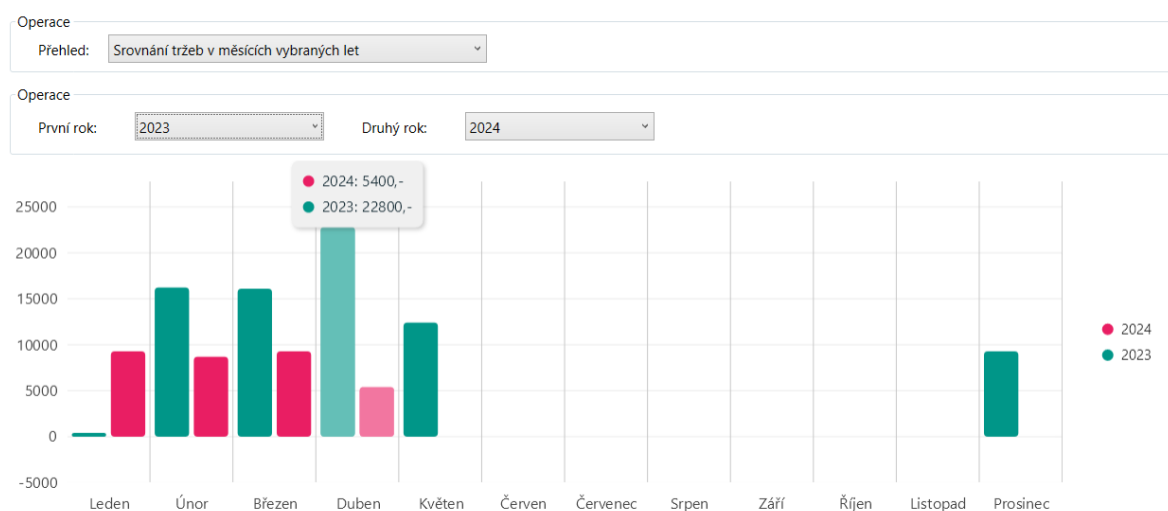 Operace
Přehled: Srovnání tržeb v měsících vybraných let
Operace
První rok: 2023 Druhý rok: 2024
2024: 5400,-
2023: 22800,-
25000
20000
15000
10000
5000
0
-5000
2024
2023
Leden Únor Březen Duben Květen Červen Červenec Srpen Září Říjen Listopad Prosinec